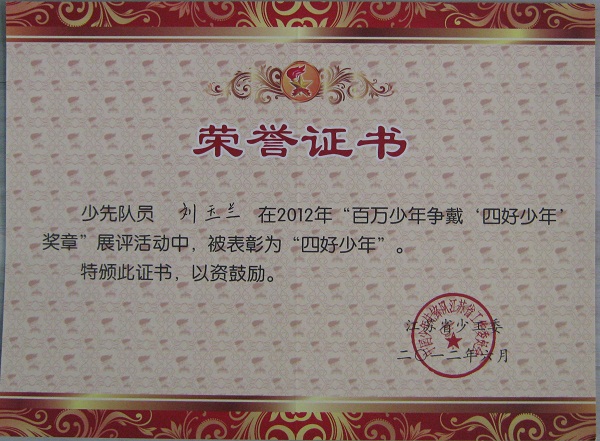 荣誉证书
少先队员 刘玉兰 在2012年“百万少年争戴‘四好少年’
奖章”展评活动中，被表彰为“四好少年”。
特颁此证书，以资鼓励。
江苏省少工委
二〇一二年六月